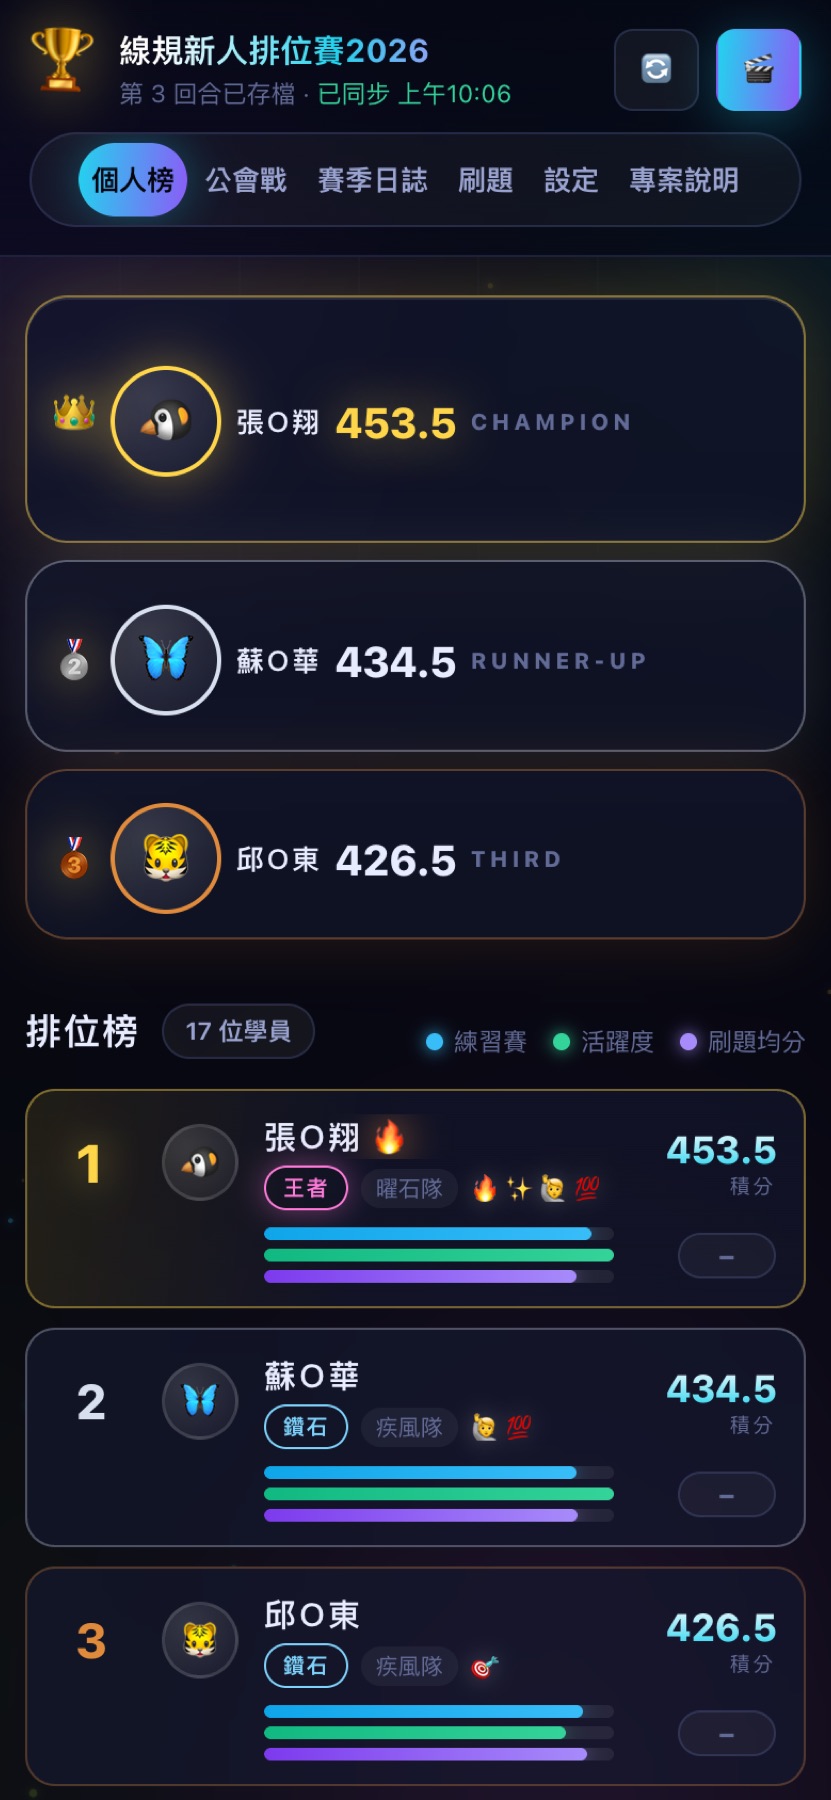 線規新人排位賽2026
第 3 回合已存檔 · 已同步 上午10:06
個人榜 公會戰 賽季日誌 刷題 設定 專案說明
張O翔 453.5 CHAMPION
2 蘇O華 434.5 RUNNER-UP
3 邱O東 426.5 THIRD
排位榜 17 位學員 練習賽 活躍度 刷題均分
1 張O翔 453.5
王者 曜石隊 100 積分
–
2 蘇O華 434.5
鑽石 疾風隊 100 積分
–
3 邱O東 426.5
鑽石 疾風隊 積分
–